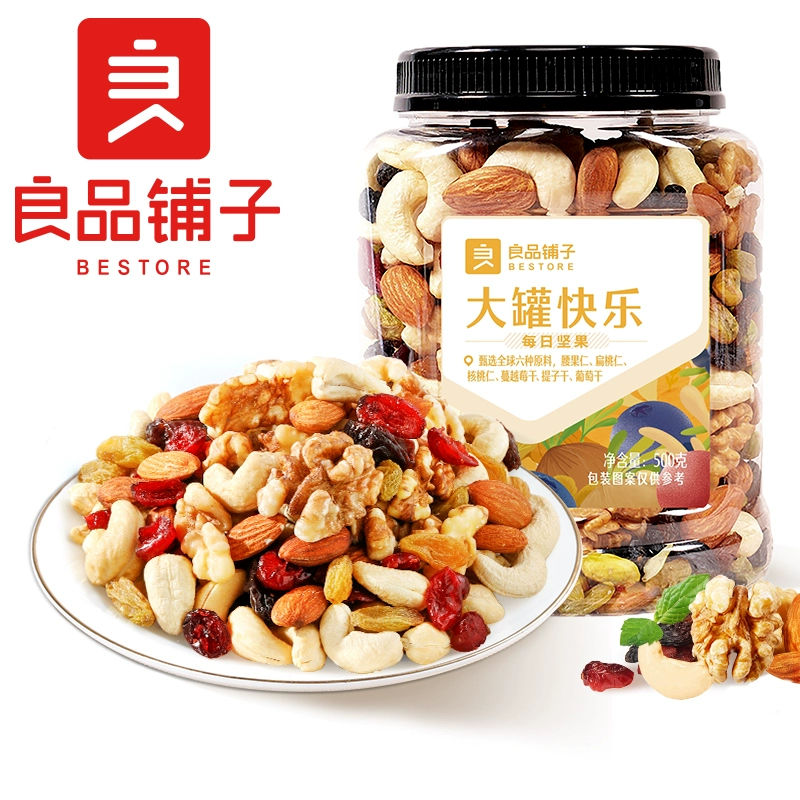 良品铺子
BESTORE
良品铺子
BESTORE
大罐快乐
每日坚果
甄选全球六种原料，腰果仁、扁桃仁、
核桃仁、蔓越莓干、提子干、葡萄干
净含量：500克
包装图案仅供参考